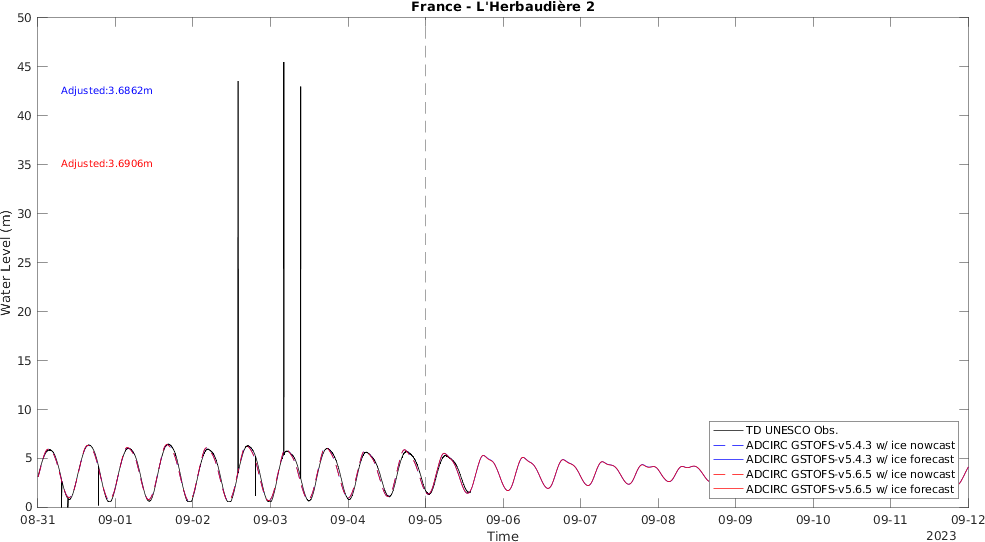 France - L'Herbaudière 2
50
45
40
35
30
25
20
15
10
5
0
Water Level (m)
Adjusted:3.6862m
Adjusted:3.6906m
TD UNESCO Obs.
ADCIRC GSTOFS-v5.4.3 w/ ice nowcast
ADCIRC GSTOFS-v5.4.3 w/ ice forecast
ADCIRC GSTOFS-v5.6.5 w/ ice nowcast
ADCIRC GSTOFS-v5.6.5 w/ ice forecast
08-31 09-01 09-02 09-03 09-04 09-05 09-06 09-07 09-08 09-09 09-10 09-11 09-12
Time
2023